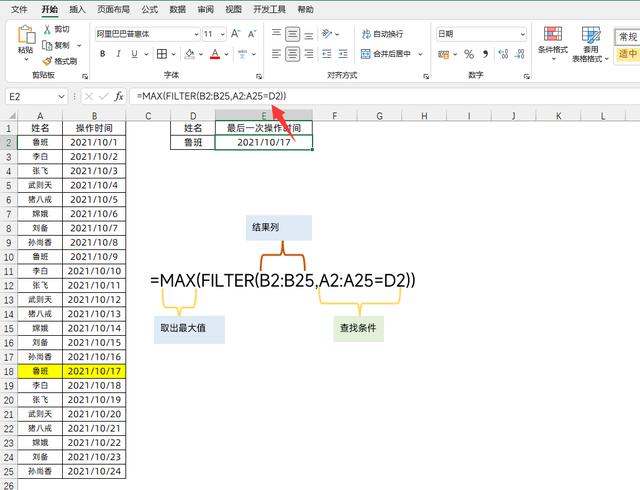 文件 开始 插入 页面布局 公式 数据 审阅 视图 开发工具 帮助
粘贴
剪切
复制
格式刷
剪贴板
阿里巴巴普惠体 11
B I U
字体
自动换行
合并后居中
对齐方式
日期
%
数字
条件格式
套用
表格格式
常规
适中
E2
fx
=MAX(FILTER(B2:B25,A2:A25=D2))
A B C D E F G H I J K L
1 姓名 操作时间 姓名 最后一次操作时间
2 鲁班 2021/10/1 鲁班 2021/10/17
3 李白 2021/10/2
4 张飞 2021/10/3
5 武则天 2021/10/4
6 猪八戒 2021/10/5
7 嫦娥 2021/10/6
8 刘备 2021/10/7
9 孙尚香 2021/10/8
10 鲁班 2021/10/9
11 李白 2021/10/10
12 张飞 2021/10/11
13 武则天 2021/10/12
14 猪八戒 2021/10/13
15 嫦娥 2021/10/14
16 刘备 2021/10/15
17 孙尚香 2021/10/16
18 鲁班 2021/10/17
19 李白 2021/10/18
20 张飞 2021/10/19
21 武则天 2021/10/20
22 猪八戒 2021/10/21
23 嫦娥 2021/10/22
24 刘备 2021/10/23
25 孙尚香 2021/10/24
26
结果列
=MAX(FILTER(B2:B25,A2:A25=D2))
取出最大值
查找条件